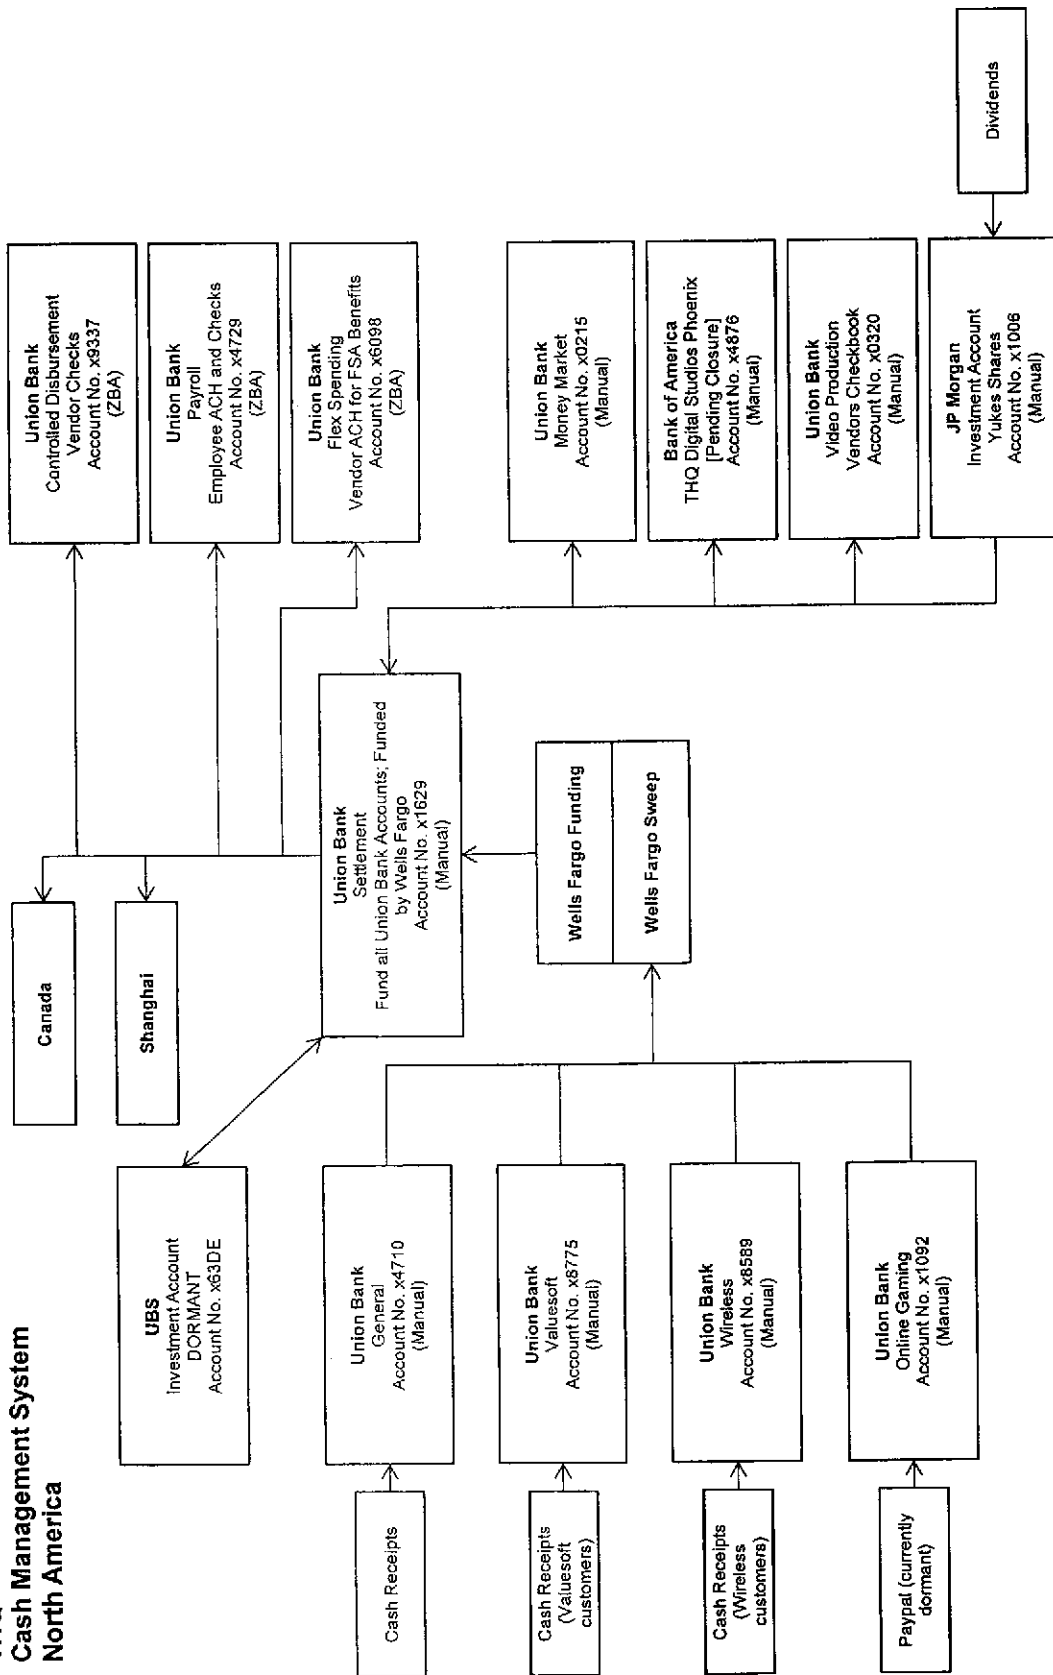 Cash Management System
North America
UBS
Investment Account
DORMANT
Account No. x63DE
Canada
Shanghai
Union Bank
Controlled Disbursement
Vendor Checks
Account No. x9337
(ZBA)
Union Bank
Payroll
Employee ACH and Checks
Account No. x4729
(ZBA)
Union Bank
Flex Spending
Vendor ACH for FSA Benefits
Account No. x6098
(ZBA)
Cash Receipts
Union Bank
General
Account No. x4710
(Manual)
Union Bank
Settlement
Fund all Union Bank Accounts; Funded
by Wells Fargo
Account No. x1629
(Manual)
Cash Receipts
(Valuesoft
customers)
Union Bank
Valuesoft
Account No. x8775
(Manual)
Wells Fargo Funding
Wells Fargo Sweep
Union Bank
Money Market
Account No. x0215
(Manual)
Cash Receipts
(Wireless
customers)
Union Bank
Wireless
Account No. x8589
(Manual)
Bank of America
THQ Digital Studios Phoenix
[Pending Closure]
Account No. x4876
(Manual)
Union Bank
Video Production
Vendors Checkbook
Account No. x0320
(Manual)
Paypal (currently
dormant)
Union Bank
Online Gaming
Account No. x1092
(Manual)
JP Morgan
Investment Account
Yukes Shares
Account No. x1006
(Manual)
Dividends